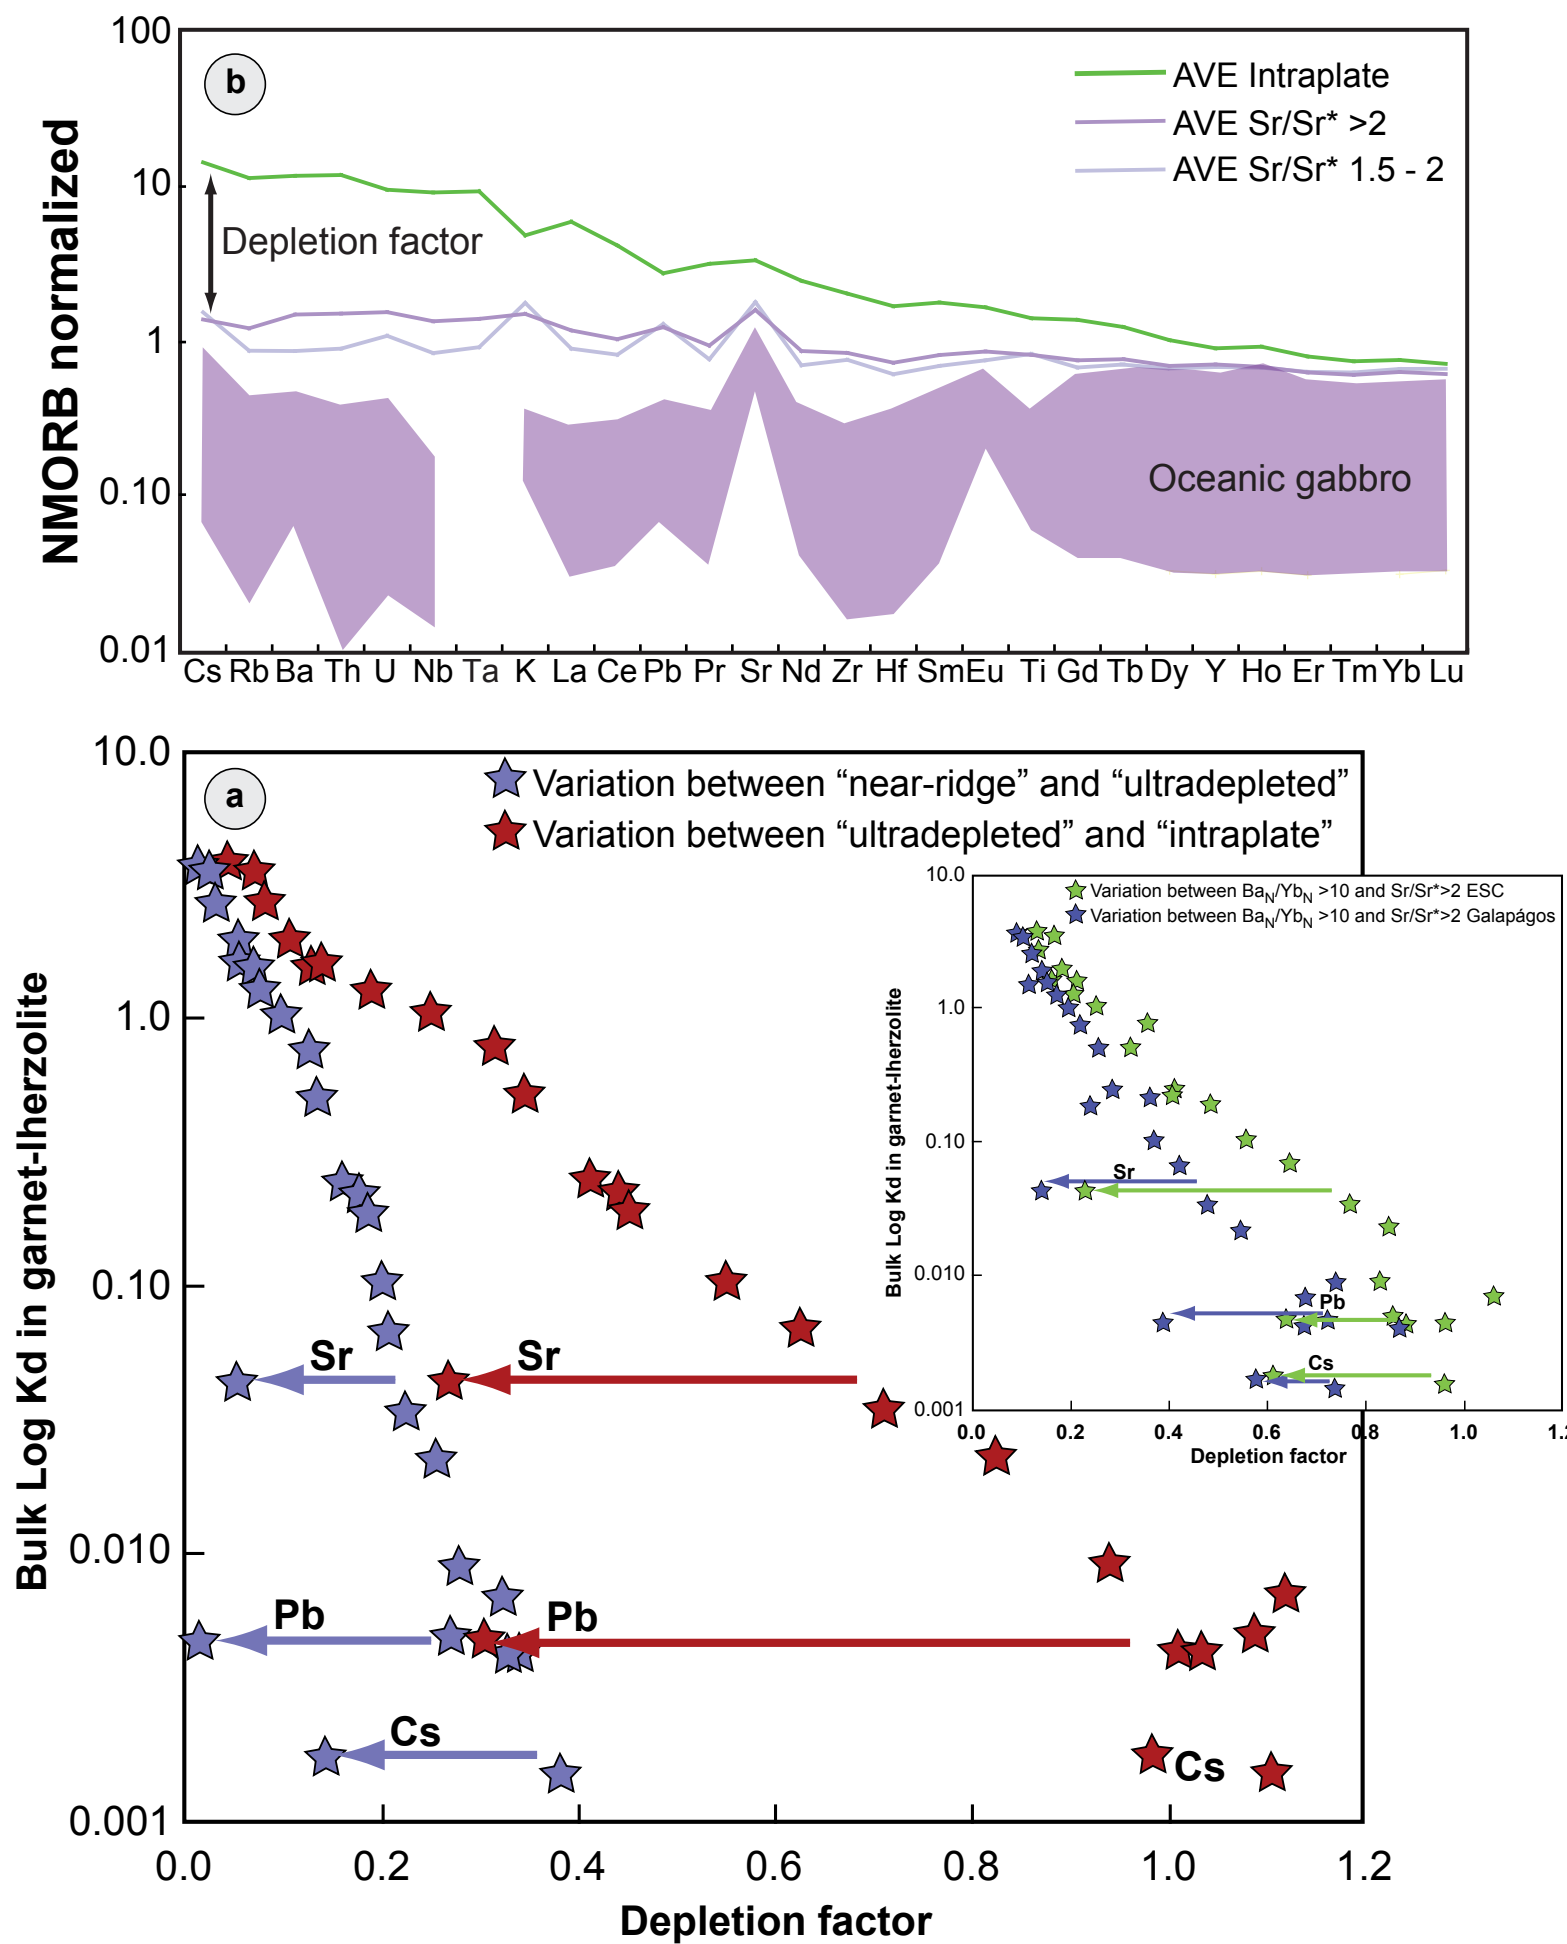 100
b
AVE Intraplate
AVE Sr/Sr* >2
AVE Sr/Sr* 1.5 - 2
10
Depletion factor
1
0.10
Oceanic gabbro
0.01
NMORB normalized
Cs Rb Ba Th U Nb Ta K La Ce Pb Pr Sr Nd Zr Hf Sm Eu Ti Gd Tb Dy Y Ho Er Tm Yb Lu
10.0
a
Variation between “near-ridge” and “ultradepleted”
Variation between “ultradepleted” and “intraplate”
1.0
0.10
0.010
0.001
Bulk Log Kd in garnet-lherzolite
Sr
Sr
Pb
Pb
Cs
Cs
0.0 0.2 0.4 0.6 0.8 1.0 1.2
Depletion factor
10.0
Variation between BaN/YbN >10 and Sr/Sr*>2 ESC
Variation between BaN/YbN >10 and Sr/Sr*>2 Galapágos
1.0
0.10
0.010
0.001
Bulk Log Kd in garnet-lherzolite
Sr
Pb
Cs
0.0 0.2 0.4 0.6 0.8 1.0 1.2
Depletion factor